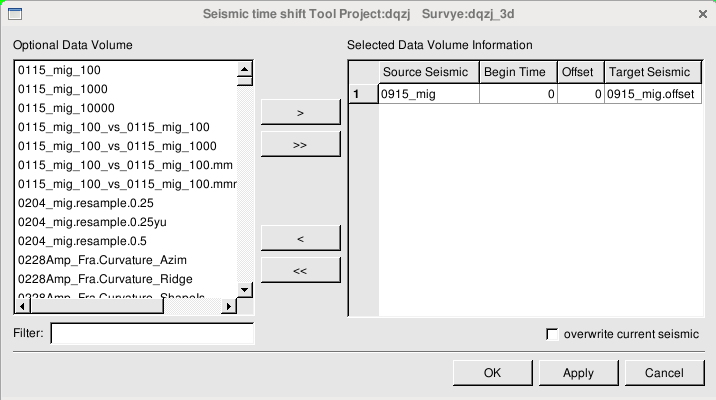 Seismic time shift Tool Project:dqzj Survye:dqzj_3d
Optional Data Volume
0115_mig_100
0115_mig_1000
0115_mig_10000
0115_mig_100_vs_0115_mig_100
0115_mig_100_vs_0115_mig_1000
0115_mig_100_vs_0115_mig_100.mm
0115_mig_100_vs_0115_mig_100.mmr
0204_mig.resample.0.25
0204_mig.resample.0.25yu
0204_mig.resample.0.5
0228Amp_Fra.Curvature_Azim
0228Amp_Fra.Curvature_Ridge
0228Amp_Fra.Curvature_ShapeIs
Filter:
>
>>
<
<<
Selected Data Volume Information
Source Seismic Begin Time Offset Target Seismic
1 0915_mig 0 0 0915_mig.offset
overwrite current seismic
OK Apply Cancel